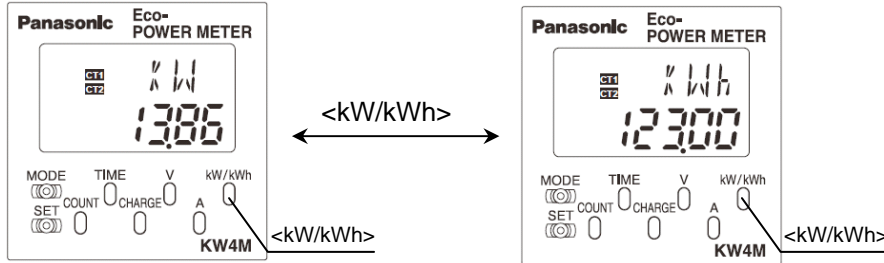 Panasonic Eco-
POWER METER
CT1
CT2
KW
13.86
MODE TIME V kW/kWh
SET COUNT CHARGE A
KW4M
<kW/kWh>
<kW/kWh>
Panasonic Eco-
POWER METER
CT1
CT2
KWh
123.00
MODE TIME V kW/kWh
SET COUNT CHARGE A
KW4M
<kW/kWh>